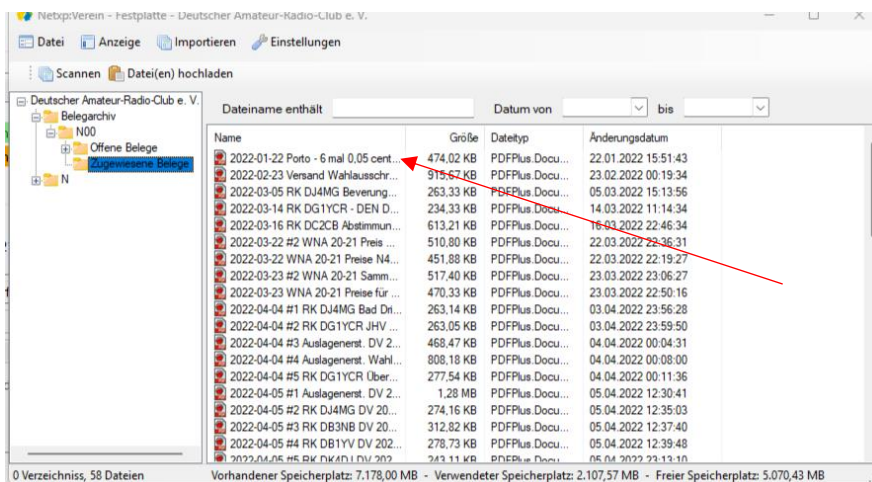 Netxp:Verein - Festplatte - Deutscher Amateur-Radio-Club e. V.
Datei Anzeige Importieren Einstellungen
Scannen Datei(en) hochladen
Deutscher Amateur-Radio-Club e. V.
Belegarchiv
N00
Offene Belege
Zugewiesene Belege
N
Dateiname enthält Datum von bis
Name Größe Dateityp Änderungsdatum
2022-01-22 Porto - 6 mal 0,05 cent... 474,02 KB PDFPlus.Docu... 22.01.2022 15:51:43
2022-02-23 Versand Wahlausschr... 915,67 KB PDFPlus.Docu... 23.02.2022 00:19:34
2022-03-05 RK DJ4MG Beverung... 263,33 KB PDFPlus.Docu... 05.03.2022 15:13:56
2022-03-14 RK DG1YCR - DEN D... 234,33 KB PDFPlus.Docu... 14.03.2022 11:14:34
2022-03-16 RK DC2CB Abstimmun... 613,21 KB PDFPlus.Docu... 16.03.2022 22:46:34
2022-03-22 #2 WNA 20-21 Preis ... 510,80 KB PDFPlus.Docu... 22.03.2022 22:36:31
2022-03-22 WNA 20-21 Preise N4... 451,88 KB PDFPlus.Docu... 22.03.2022 22:19:27
2022-03-23 #2 WNA 20-21 Samm... 517,40 KB PDFPlus.Docu... 23.03.2022 23:06:27
2022-03-23 WNA 20-21 Preise für ... 470,33 KB PDFPlus.Docu... 23.03.2022 22:50:16
2022-04-04 #1 RK DJ4MG Bad Dri... 263,14 KB PDFPlus.Docu... 03.04.2022 23:56:28
2022-04-04 #2 RK DG1YCR JHV ... 263,05 KB PDFPlus.Docu... 03.04.2022 23:59:50
2022-04-04 #3 Auslagenerst. DV 2... 468,47 KB PDFPlus.Docu... 04.04.2022 00:04:31
2022-04-04 #4 Auslagenerst. Wahl... 808,18 KB PDFPlus.Docu... 04.04.2022 00:08:00
2022-04-04 #5 RK DG1YCR Über... 277,54 KB PDFPlus.Docu... 04.04.2022 00:11:36
2022-04-05 #1 Auslagenerst. DV 2... 1,28 MB PDFPlus.Docu... 05.04.2022 12:30:41
2022-04-05 #2 RK DJ4MG DV 20... 274,16 KB PDFPlus.Docu... 05.04.2022 12:35:03
2022-04-05 #3 RK DB3NB DV 20... 312,82 KB PDFPlus.Docu... 05.04.2022 12:37:40
2022-04-05 #4 RK DB1YV DV 202... 278,73 KB PDFPlus.Docu... 05.04.2022 12:39:48
2022-04-05 #5 RK DK4DJ DV 202... 243,11 KB PDFPlus.Docu... 05.04.2022 23:13:10
0 Verzeichniss, 58 Dateien Vorhandener Speicherplatz: 7.178,00 MB - Verwendeter Speicherplatz: 2.107,57 MB - Freier Speicherplatz: 5.070,43 MB